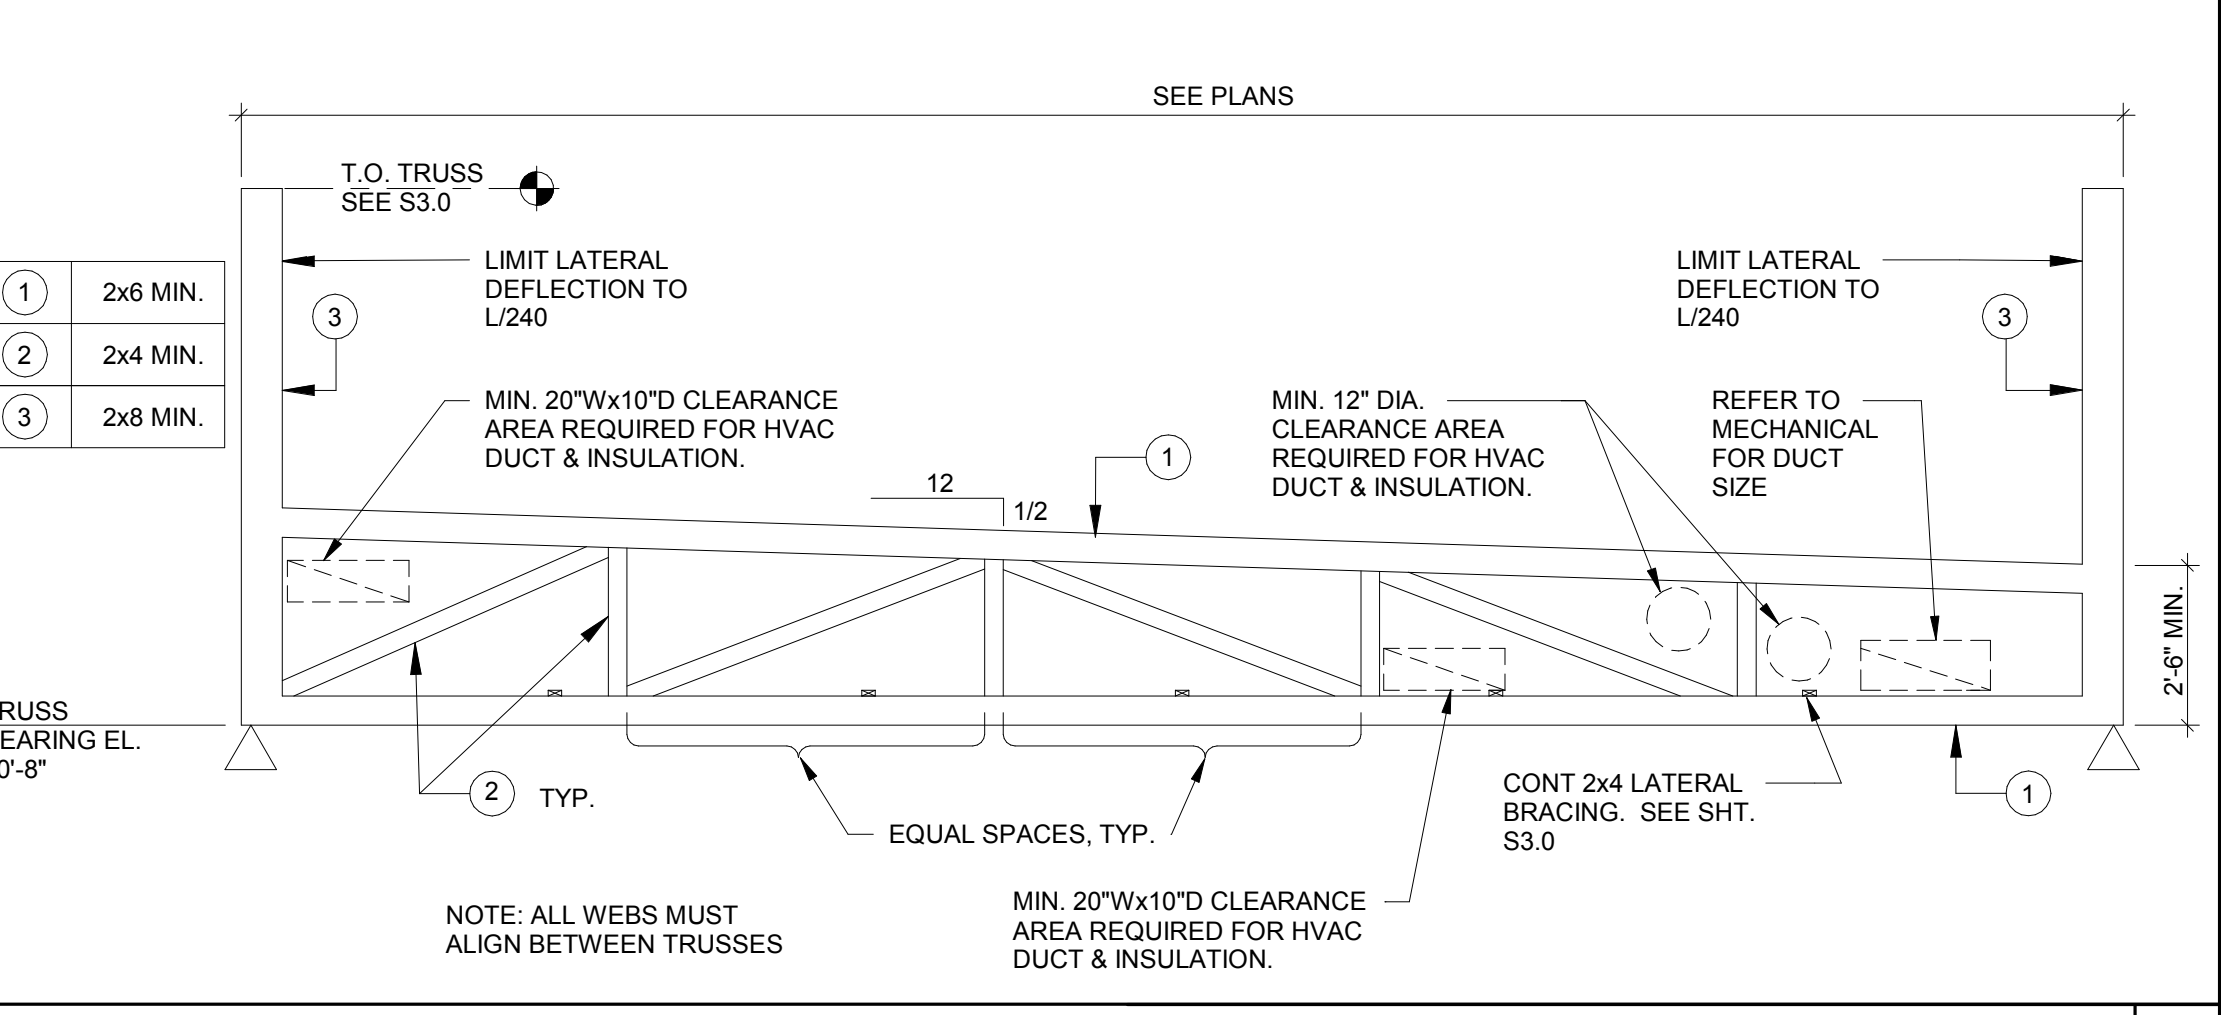 SEE PLANS
T.O. TRUSS
SEE S3.0
LIMIT LATERAL
DEFLECTION TO
L/240
LIMIT LATERAL
DEFLECTION TO
L/240
1 2x6 MIN.
2 2x4 MIN.
3 2x8 MIN.
3
3
MIN. 20"Wx10"D CLEARANCE
AREA REQUIRED FOR HVAC
DUCT & INSULATION.
MIN. 12" DIA.
CLEARANCE AREA
REQUIRED FOR HVAC
DUCT & INSULATION.
REFER TO
MECHANICAL
FOR DUCT
SIZE
1
12
1/2
2'-6" MIN.
RUSS
EARING EL.
0'-8"
2 TYP.
EQUAL SPACES, TYP.
CONT 2x4 LATERAL
BRACING. SEE SHT.
S3.0
1
NOTE: ALL WEBS MUST
ALIGN BETWEEN TRUSSES
MIN. 20"Wx10"D CLEARANCE
AREA REQUIRED FOR HVAC
DUCT & INSULATION.